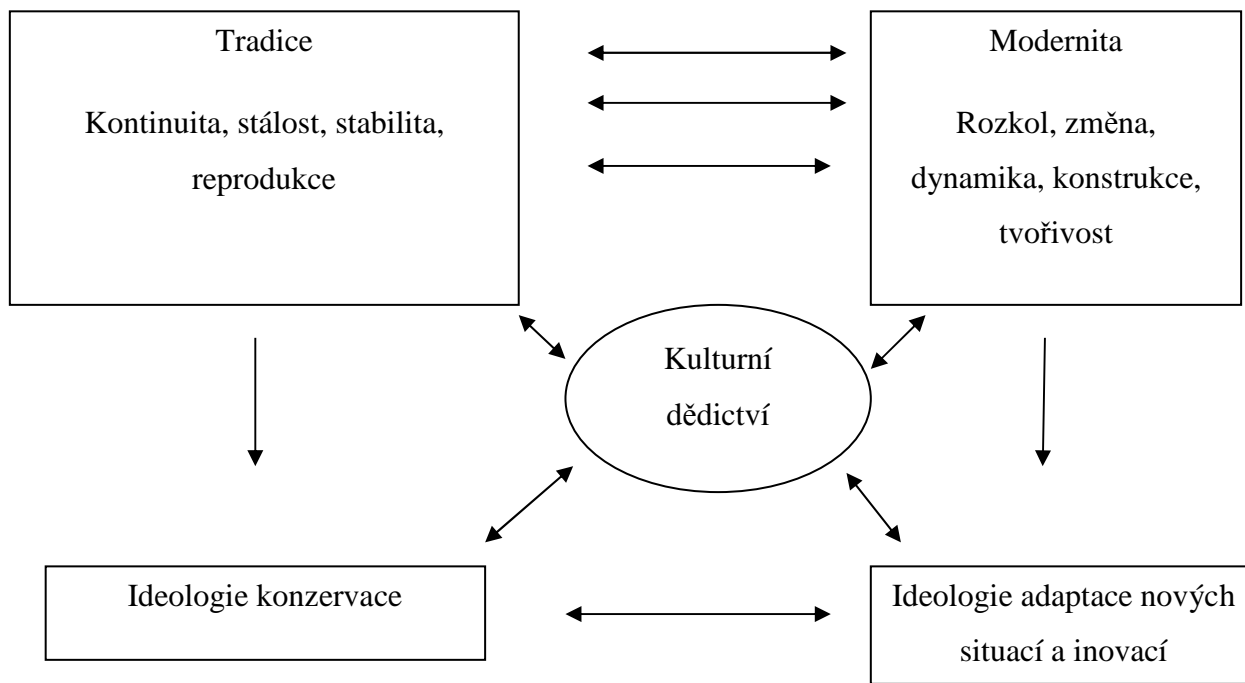 Tradice
Kontinuita, stálost, stabilita,
reprodukce
Modernita
Rozkol, změna,
dynamika, konstrukce,
tvořivost
Kulturní
dědictví
Ideologie konzervace
Ideologie adaptace nových
situací a inovací